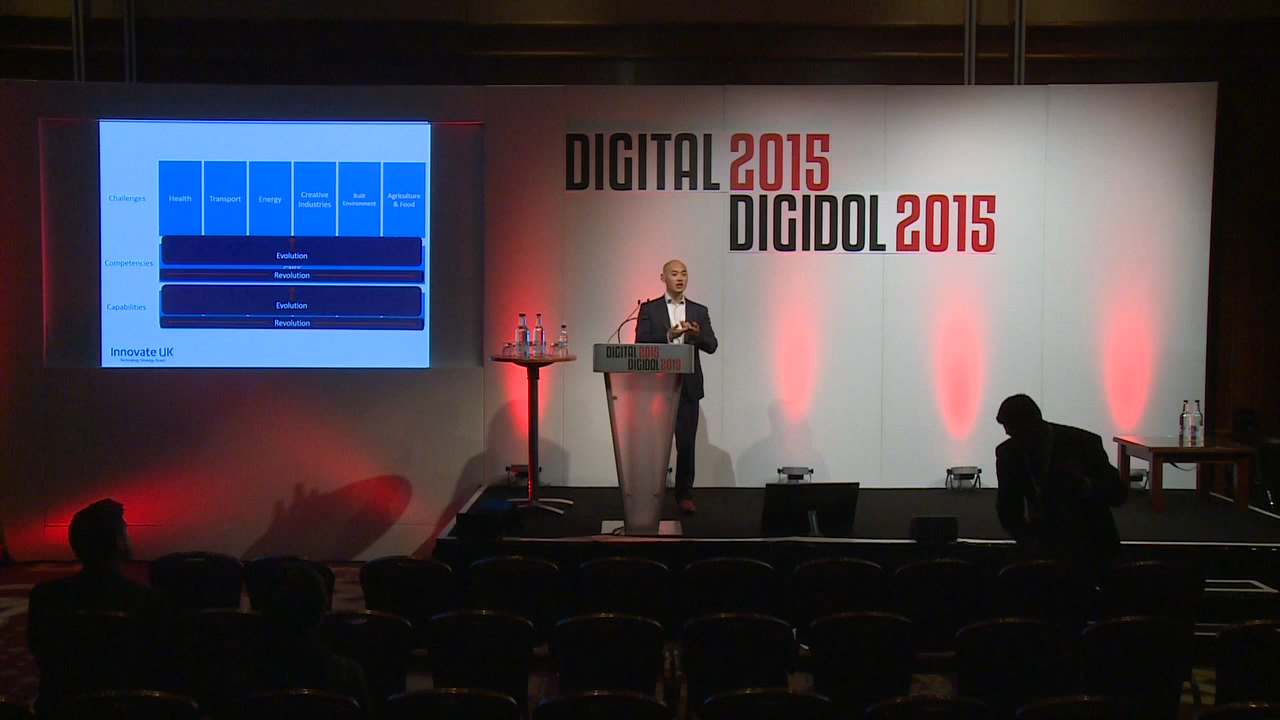 DIGITAL 2015
DIGIDOL 2015
Challenges
Health
Transport
Energy
Creative
Industries
Built
Environment
Agriculture
& Food
Competencies
Evolution
Revolution
Capabilities
Evolution
Revolution
Innovate UK
DIGITAL 2015
DIGIDOL 2015